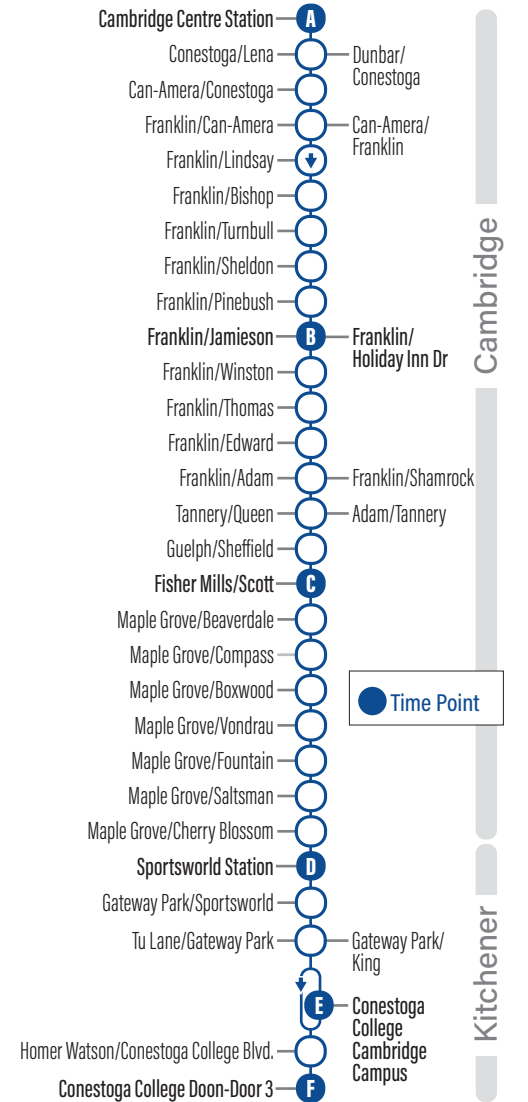 Cambridge Centre Station
A
Conestoga/Lena
Dunbar/
Conestoga
Can-Amera/Conestoga
Franklin/Can-Amera
Can-Amera/
Franklin
Franklin/Lindsay
Franklin/Bishop
Franklin/Turnbull
Franklin/Sheldon
Franklin/Pinebush
Franklin/Jamieson
B
Franklin/
Holiday Inn Dr
Franklin/Winston
Franklin/Thomas
Franklin/Edward
Franklin/Adam
Franklin/Shamrock
Tannery/Queen
Adam/Tannery
Guelph/Sheffield
Fisher Mills/Scott
C
Maple Grove/Beaverdale
Maple Grove/Compass
Maple Grove/Boxwood
Maple Grove/Vondrau
Maple Grove/Fountain
Maple Grove/Saltsman
Maple Grove/Cherry Blossom
Sportsworld Station
D
Gateway Park/Sportsworld
Tu Lane/Gateway Park
Gateway Park/
King
E
Conestoga
College
Cambridge
Campus
Homer Watson/Conestoga College Blvd.
Conestoga College Doon-Door 3
F
Time Point
Cambridge
Kitchener